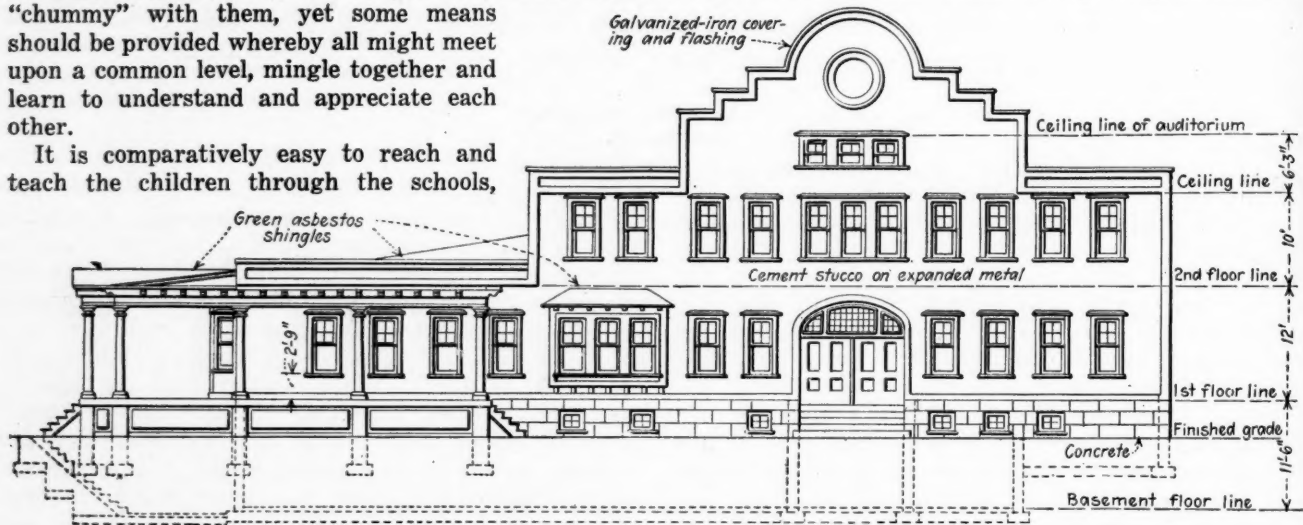 “chummy” with them, yet some means
should be provided whereby all might meet
upon a common level, mingle together and
learn to understand and appreciate each
other.
It is comparatively easy to reach and
teach the children through the schools,
Galvanized-iron cover-
ing and flashing
Ceiling line of auditorium
6'-3"
Ceiling line
Green asbestos
shingles
10'
Cement stucco on expanded metal
2nd floor line
2'-9"
12'
1st floor line
Finished grade
Concrete
11'-6"
Basement floor line